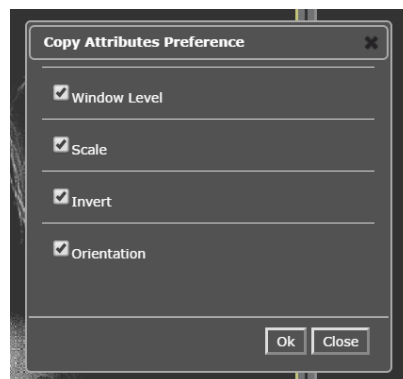 Copy Attributes Preference
Window Level
Scale
Invert
Orientation
Ok Close